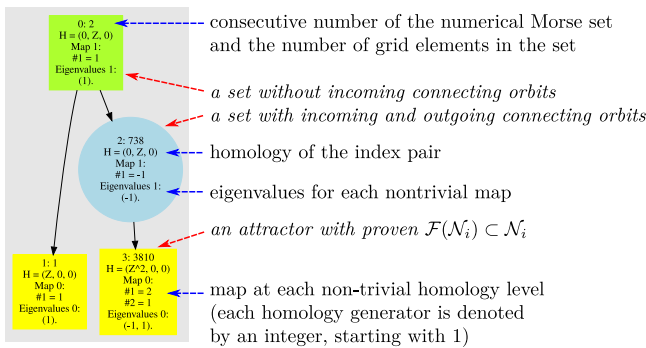 0: 2
H = (0, Z, 0)
Map 1:
#1 = 1
Eigenvalues 1:
(1).
2: 738
H = (0, Z, 0)
Map 1:
#1 = -1
Eigenvalues 1:
(-1).
1: 1
H = (Z, 0, 0)
Map 0:
#1 = 1
Eigenvalues 0:
(1).
3: 3810
H = (Z^2, 0, 0)
Map 0:
#1 = 2
#2 = 1
Eigenvalues 0:
(-1, 1).
consecutive number of the numerical Morse set
and the number of grid elements in the set
a set without incoming connecting orbits
a set with incoming and outgoing connecting orbits
homology of the index pair
eigenvalues for each nontrivial map
an attractor with proven 𝓕(𝓝ᵢ) ⊂ 𝓝ᵢ
map at each non-trivial homology level
(each homology generator is denoted
by an integer, starting with 1)